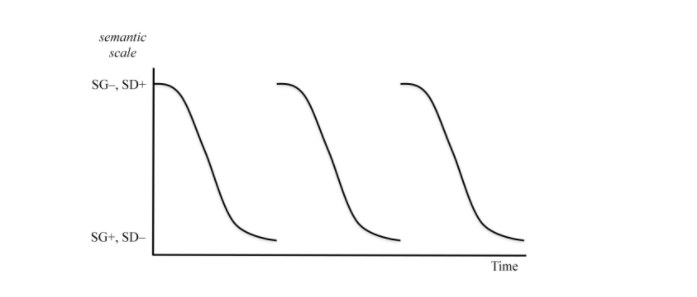 semantic
scale
SG–, SD+
SG+, SD–
Time